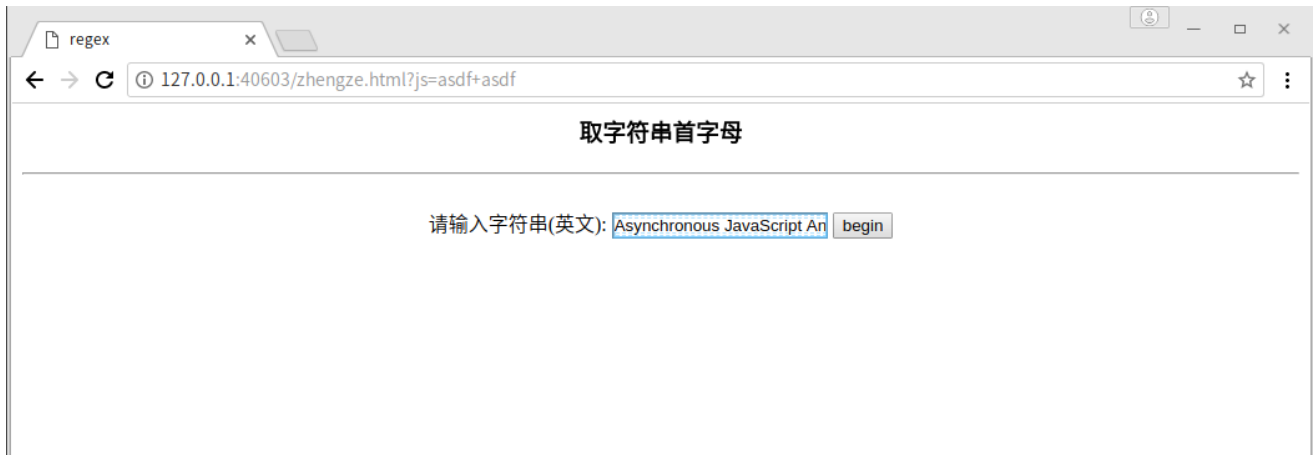 regex
127.0.0.1:40603/zhengze.html?js=asdf+asdf
取字符串首字母
请输入字符串(英文): Asynchronous JavaScript An begin